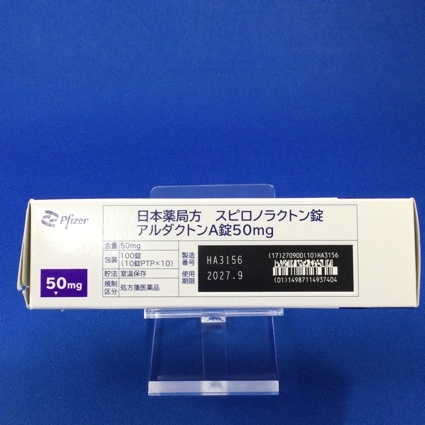 Pfizer
日本薬局方 スピロノラクトン錠
アルダクトンA錠50mg
含量 50mg
包装 100錠
(10錠PTP×10)
貯法 室温保存
規制区分 処方箋医薬品
製造番号 HA3156
使用期限 2027.9
(17)270900(10)HA3156
(01)14987114937404
50mg